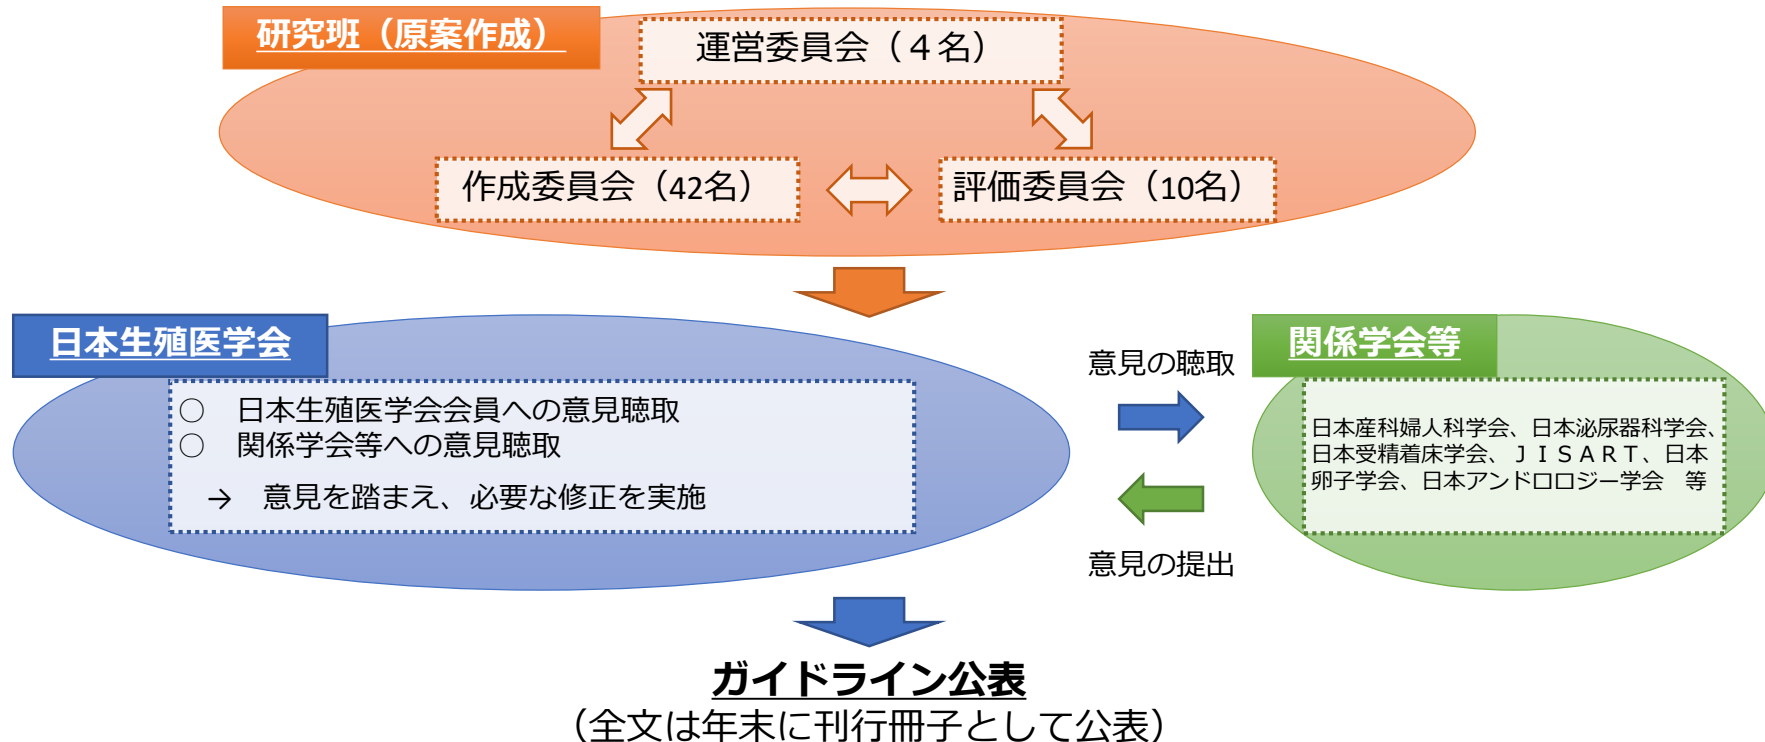 研究班（原案作成）
運営委員会（４名）
作成委員会（42名）
評価委員会（10名）
日本生殖医学会
○　日本生殖医学会会員への意見聴取
○　関係学会等への意見聴取
→　意見を踏まえ、必要な修正を実施
意見の聴取
意見の提出
関係学会等
日本産科婦人科学会、日本泌尿器科学会、
日本受精着床学会、ＪＩＳＡＲＴ、日本
卵子学会、日本アンドロロジー学会　等
ガイドライン公表
（全文は年末に刊行冊子として公表）